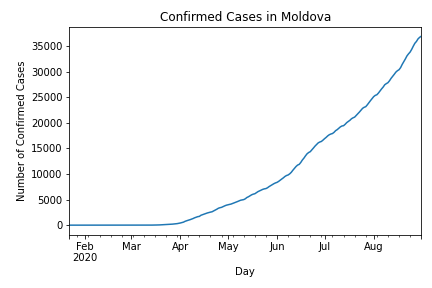 Confirmed Cases in Moldova
Number of Confirmed Cases
35000
30000
25000
20000
15000
10000
5000
0
Feb Mar Apr May Jun Jul Aug
2020
Day